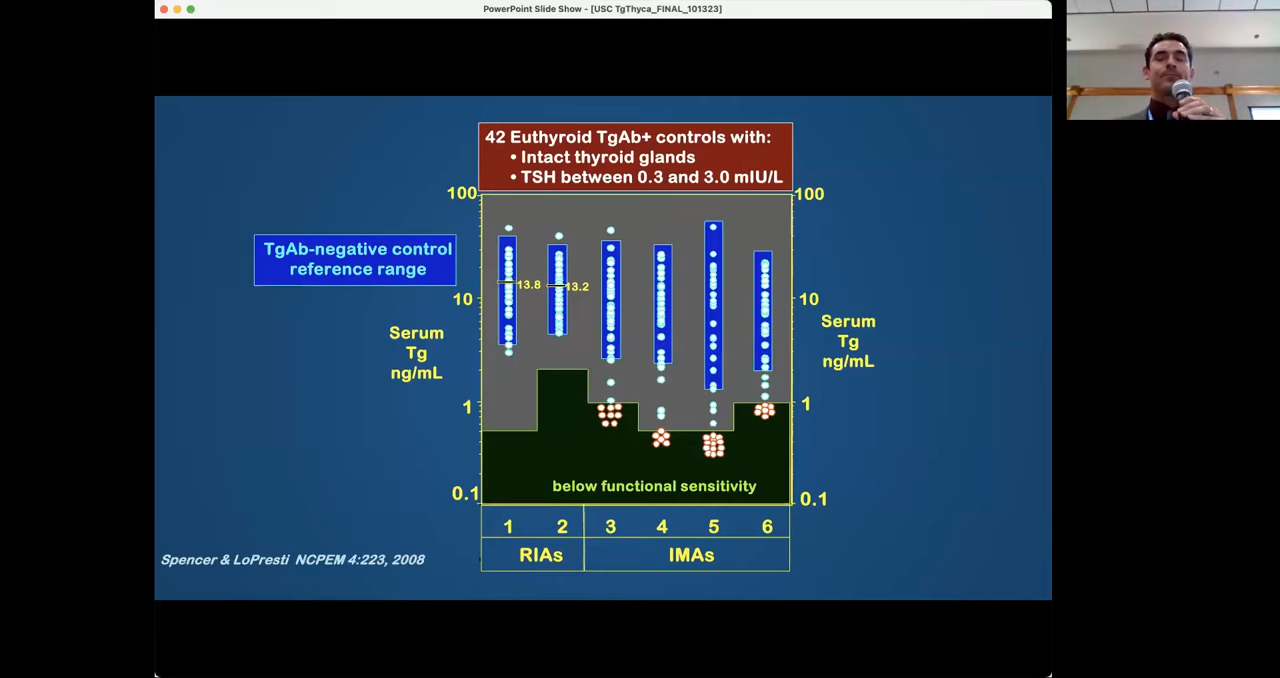 PowerPoint Slide Show - [USC TgThyca_FINAL_101323]
42 Euthyroid TgAb+ controls with:
• Intact thyroid glands
• TSH between 0.3 and 3.0 mIU/L
100
100
TgAb-negative control
reference range
13.8
13.2
10
10
Serum
Tg
ng/mL
Serum
Tg
ng/mL
1
1
below functional sensitivity
0.1
0.1
1 2 3 4 5 6
RIAs IMAs
Spencer & LoPresti NCPEM 4:223, 2008